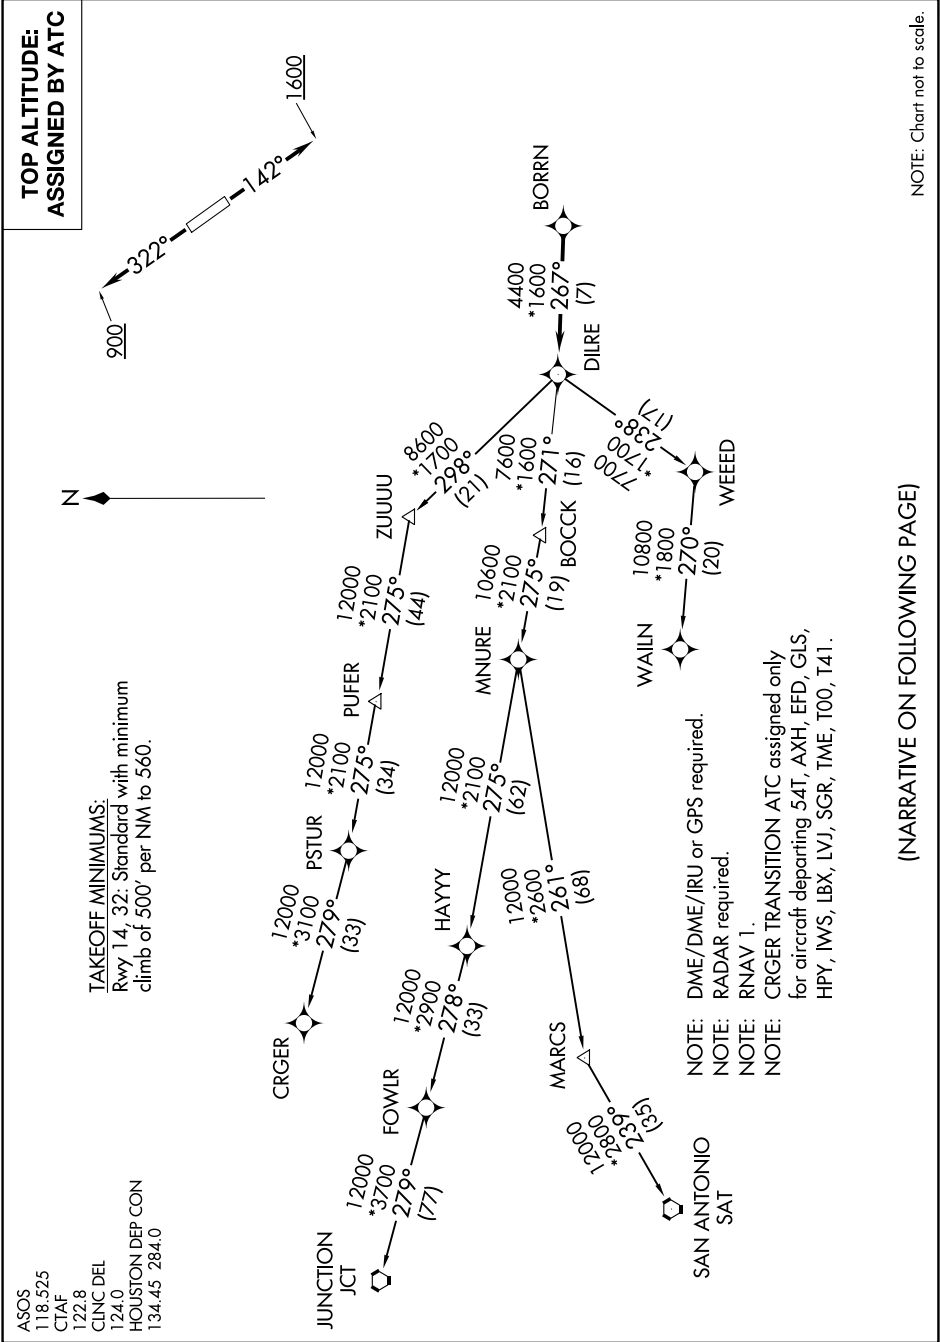 ASOS
118.525
CTAF
122.8
CLNC DEL
124.0
HOUSTON DEP CON
134.45 284.0
TAKEOFF MINIMUMS:
Rwy 14, 32: Standard with minimum
climb of 500' per NM to 560.
TOP ALTITUDE:
ASSIGNED BY ATC
N
900
322°
142°
1600
CRGER
12000
*3100
279°
(33)
PSTUR
12000
*2100
275°
(34)
PUFER
12000
*2100
275°
(44)
ZUUUU
8600
*1700
298°
(21)
JUNCTION
JCT
12000
*3700
279°
(77)
FOWLR
12000
*2900
278°
(33)
HAYYY
12000
*2100
275°
(62)
MNURE
10600
*2100
275°
(19)
BOCCK
7600
*1600
271°
(16)
DILRE
4400
*1600
267°
(7)
BORRN
SAN ANTONIO
SAT
12000
*2800
239°
(35)
MARCS
12000
*2600
261°
(68)
WAILN
10800
*1800
270°
(20)
WEEED
7700
*1700
238°
(17)
NOTE: DME/DME/IRU or GPS required.
NOTE: RADAR required.
NOTE: RNAV 1.
NOTE: CRGER TRANSITION ATC assigned only
for aircraft departing 54T, AXH, EFD, GLS,
HPY, IWS, LBX, LVJ, SGR, TME, T00, T41.
(NARRATIVE ON FOLLOWING PAGE)
NOTE: Chart not to scale.